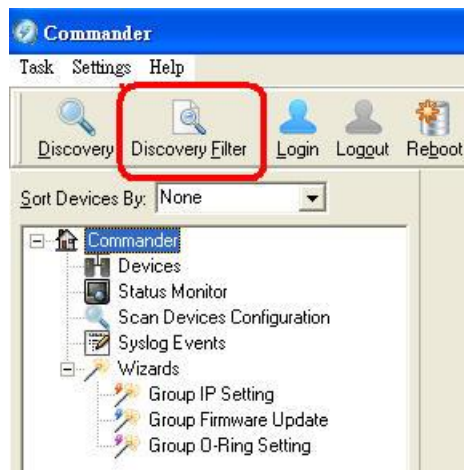 Commander
Task Settings Help
Discovery Discovery Filter Login Logout Reboot
Sort Devices By: None
Commander
Devices
Status Monitor
Scan Devices Configuration
Syslog Events
Wizards
Group IP Setting
Group Firmware Update
Group O-Ring Setting